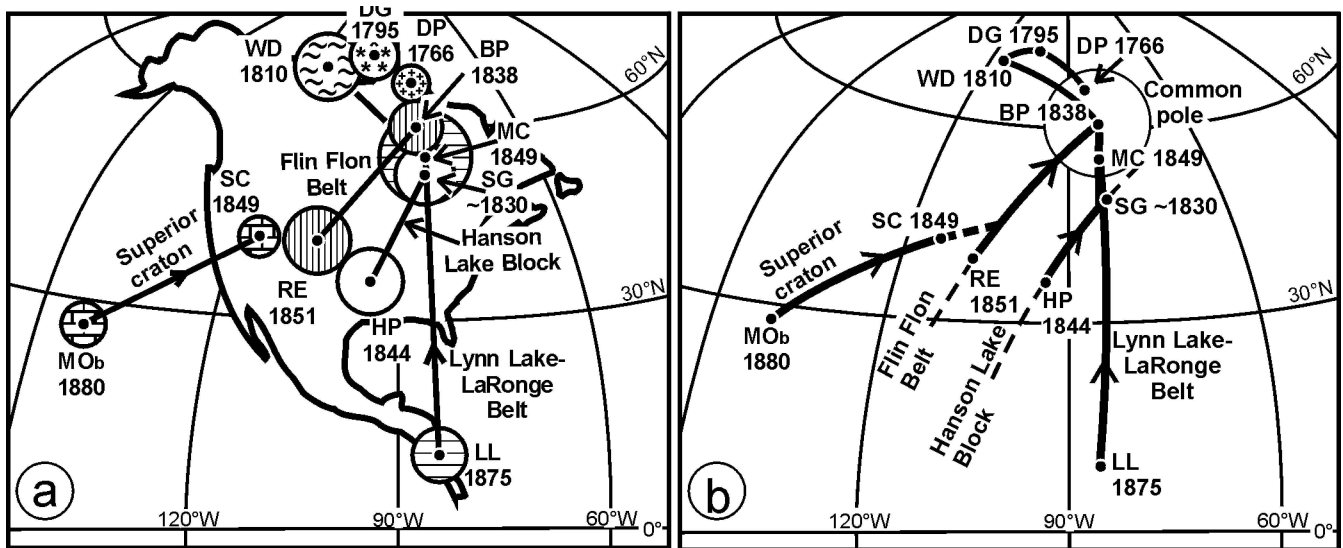 DG
1795
WD
1810
DP
1766
BP
1838
60°N
MC
1849
Flin Flon
Belt
SG
~1830
SC
1849
Superior
craton
Hanson
Lake Block
RE
1851
30°N
MOb
1880
HP
1844
Lynn Lake-
LaRonge
Belt
LL
1875
a
120°W
90°W
60°W
0°
DG 1795
DP 1766
60°N
WD 1810
Common
pole
BP 1838
MC 1849
SG ~1830
SC 1849
Superior
craton
RE
1851
30°N
HP
1844
MOb
1880
Flin Flon
Belt
Hanson Lake
Block
Lynn Lake-
LaRonge
Belt
LL
1875
b
120°W
90°W
60°W
0°